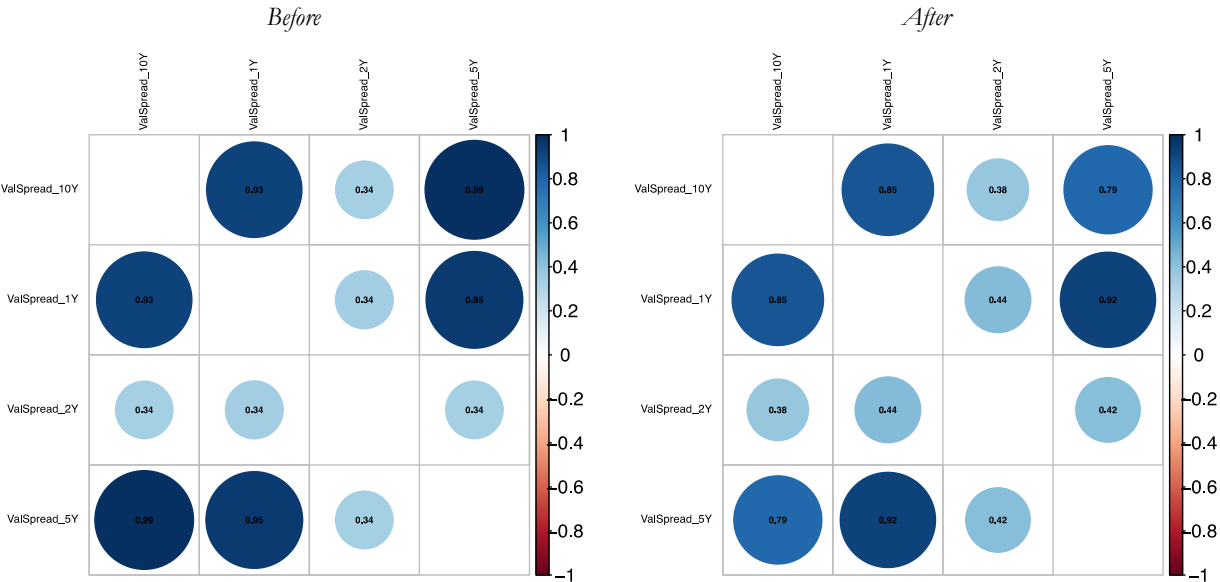 Before
ValSpread_10Y
ValSpread_1Y
ValSpread_2Y
ValSpread_5Y
ValSpread_10Y
0.93
0.34
0.99
ValSpread_1Y
0.93
0.34
0.95
ValSpread_2Y
0.34
0.34
0.34
ValSpread_5Y
0.99
0.95
0.34
1
0.8
0.6
0.4
0.2
0
−0.2
−0.4
−0.6
−0.8
−1
After
ValSpread_10Y
ValSpread_1Y
ValSpread_2Y
ValSpread_5Y
ValSpread_10Y
0.85
0.38
0.79
ValSpread_1Y
0.85
0.44
0.92
ValSpread_2Y
0.38
0.44
0.42
ValSpread_5Y
0.79
0.92
0.42
1
0.8
0.6
0.4
0.2
0
−0.2
−0.4
−0.6
−0.8
−1